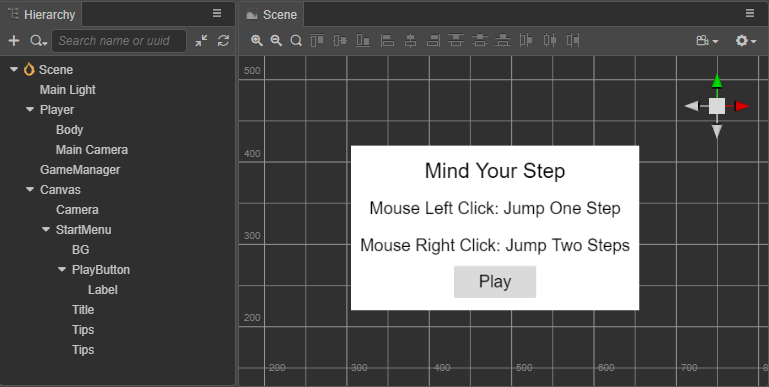 Hierarchy
Search name or uuid
Scene
Main Light
Player
Body
Main Camera
GameManager
Canvas
Camera
StartMenu
BG
PlayButton
Label
Title
Tips
Tips
Scene
500
400
300
200
Mind Your Step
Mouse Left Click: Jump One Step
Mouse Right Click: Jump Two Steps
Play
200
300
400
500
600
700